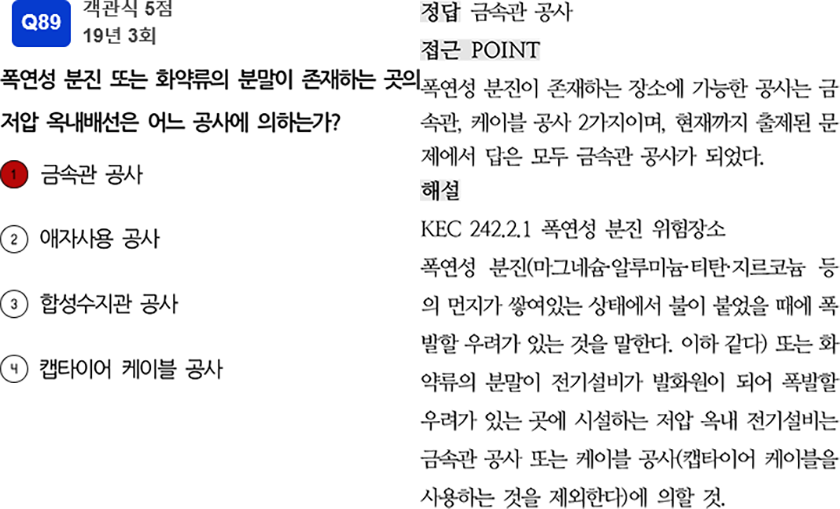 Q89
객관식 5점
19년 3회
폭연성 분진 또는 화약류의 분말이 존재하는 곳의
저압 옥내배선은 어느 공사에 의하는가?
1 금속관 공사
2 애자사용 공사
3 합성수지관 공사
4 캡타이어 케이블 공사
정답 금속관 공사
접근 POINT
폭연성 분진이 존재하는 장소에 가능한 공사는 금
속관, 케이블 공사 2가지이며, 현재까지 출제된 문
제에서 답은 모두 금속관 공사가 되었다.
해설
KEC 242.2.1 폭연성 분진 위험장소
폭연성 분진(마그네슘·알루미늄·티탄·지르코늄 등
의 먼지가 쌓여있는 상태에서 불이 붙었을 때에 폭
발할 우려가 있는 것을 말한다. 이하 같다) 또는 화
약류의 분말이 전기설비가 발화원이 되어 폭발할
우려가 있는 곳에 시설하는 저압 옥내 전기설비는
금속관 공사 또는 케이블 공사(캡타이어 케이블을
사용하는 것을 제외한다)에 의할 것.